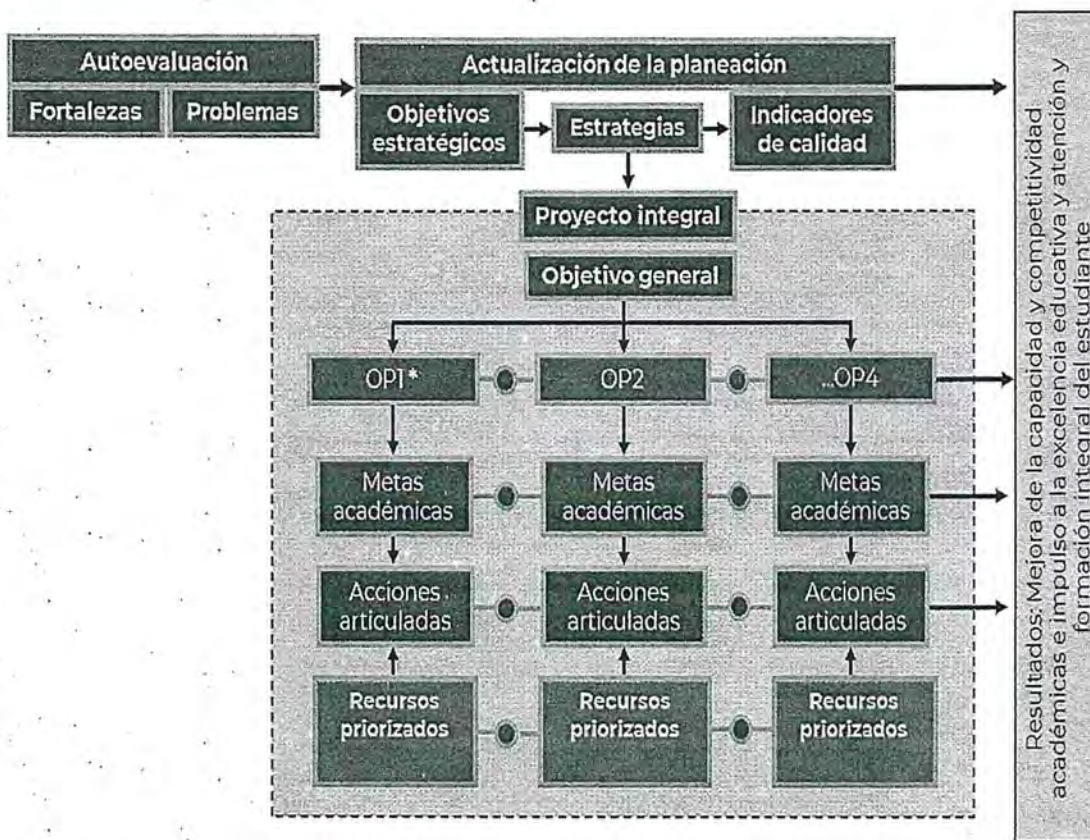 Autoevaluación
Fortalezas
Problemas
Actualización de la planeación
Objetivos
estratégicos
Estrategias
Indicadores
de calidad
Proyecto integral
Objetivo general
OP1*
OP2
...OP4
Metas
académicas
Metas
académicas
Metas
académicas
Acciones
articuladas
Acciones
articuladas
Acciones
articuladas
Recursos
priorizados
Recursos
priorizados
Recursos
priorizados
Resultados: Mejora de la capacidad y competitividad
académicas e impulso a la excelencia educativa y atención y
formación integral del estudiante